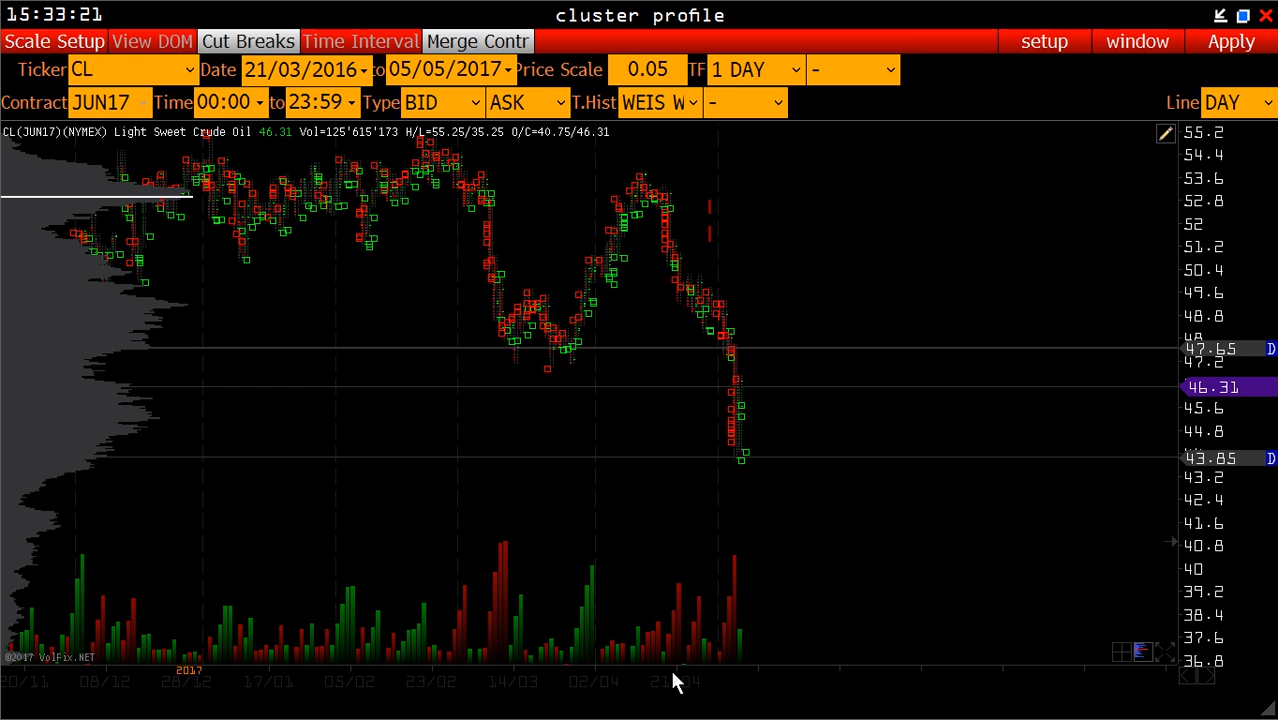 15:33:21 cluster profile
Scale Setup View DOM Cut Breaks Time Interval Merge Contr setup window Apply
Ticker CL Date 21/03/2016 to 05/05/2017 Price Scale 0.05 TF 1 DAY -
Contract JUN17 Time 00:00 to 23:59 Type BID ASK T.Hist WEIS W - Line DAY
CL(JUN17)(NYMEX) Light Sweet Crude Oil 46.31 Vol=125'615'173 H/L=55.25/35.25 O/C=40.75/46.31
55.2
54.4
53.6
52.8
52
51.2
50.4
49.6
48.8
48
47.65 D
47.2
46.31
45.6
44.8
43.85 D
43.2
42.4
41.6
40.8
40
39.2
38.4
37.6
36.8
©2017 VolFix.NET
2017
20/11 08/12 28/12 17/01 05/02 23/02 14/03 02/04